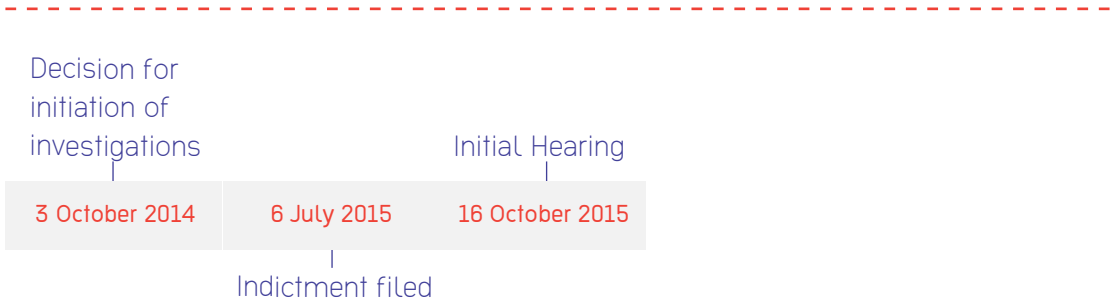 Decision for
initiation of
investigations
Initial Hearing
3 October 2014
6 July 2015
16 October 2015
Indictment filed